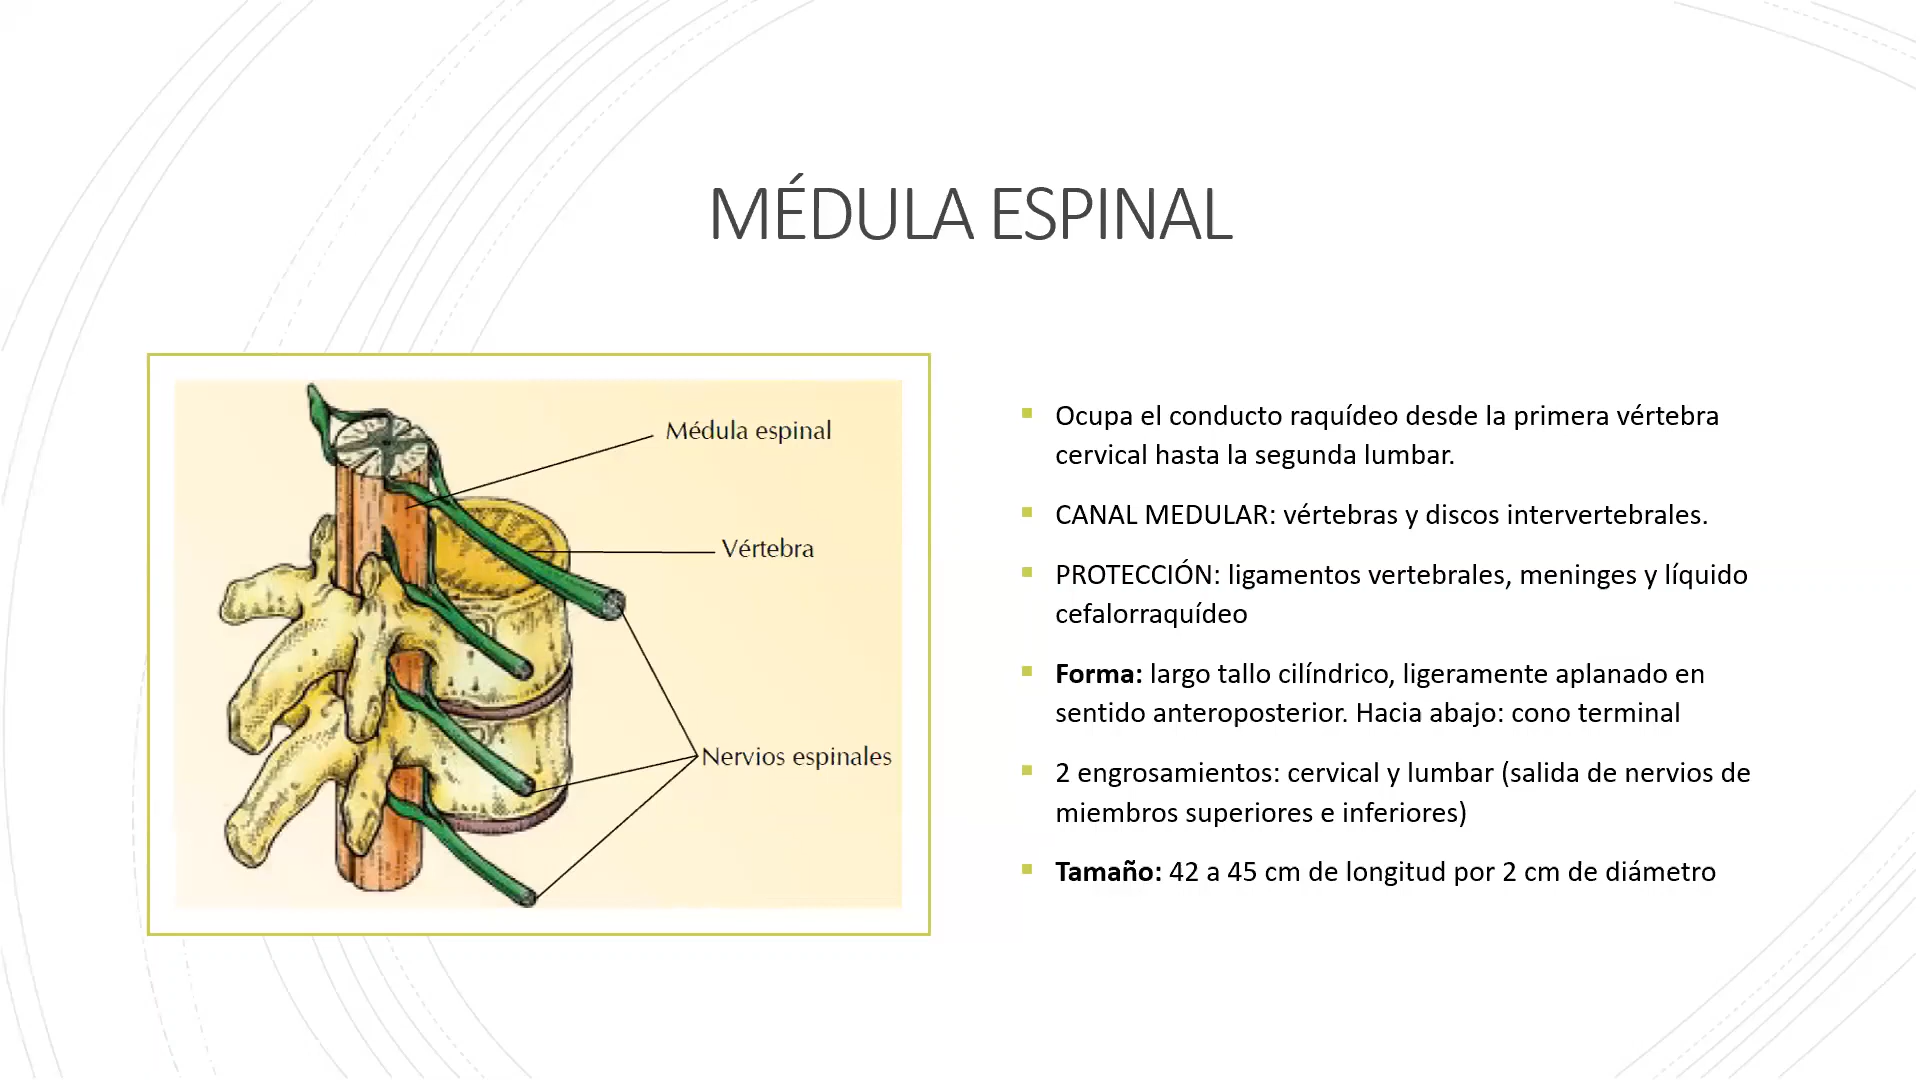 MÉDULA ESPINAL
Médula espinal
Vértebra
Nervios espinales
Ocupa el conducto raquídeo desde la primera vértebra
cervical hasta la segunda lumbar.
CANAL MEDULAR: vértebras y discos intervertebrales.
PROTECCIÓN: ligamentos vertebrales, meninges y líquido
cefalorraquídeo
Forma: largo tallo cilíndrico, ligeramente aplanado en
sentido anteroposterior. Hacia abajo: cono terminal
2 engrosamientos: cervical y lumbar (salida de nervios de
miembros superiores e inferiores)
Tamaño: 42 a 45 cm de longitud por 2 cm de diámetro